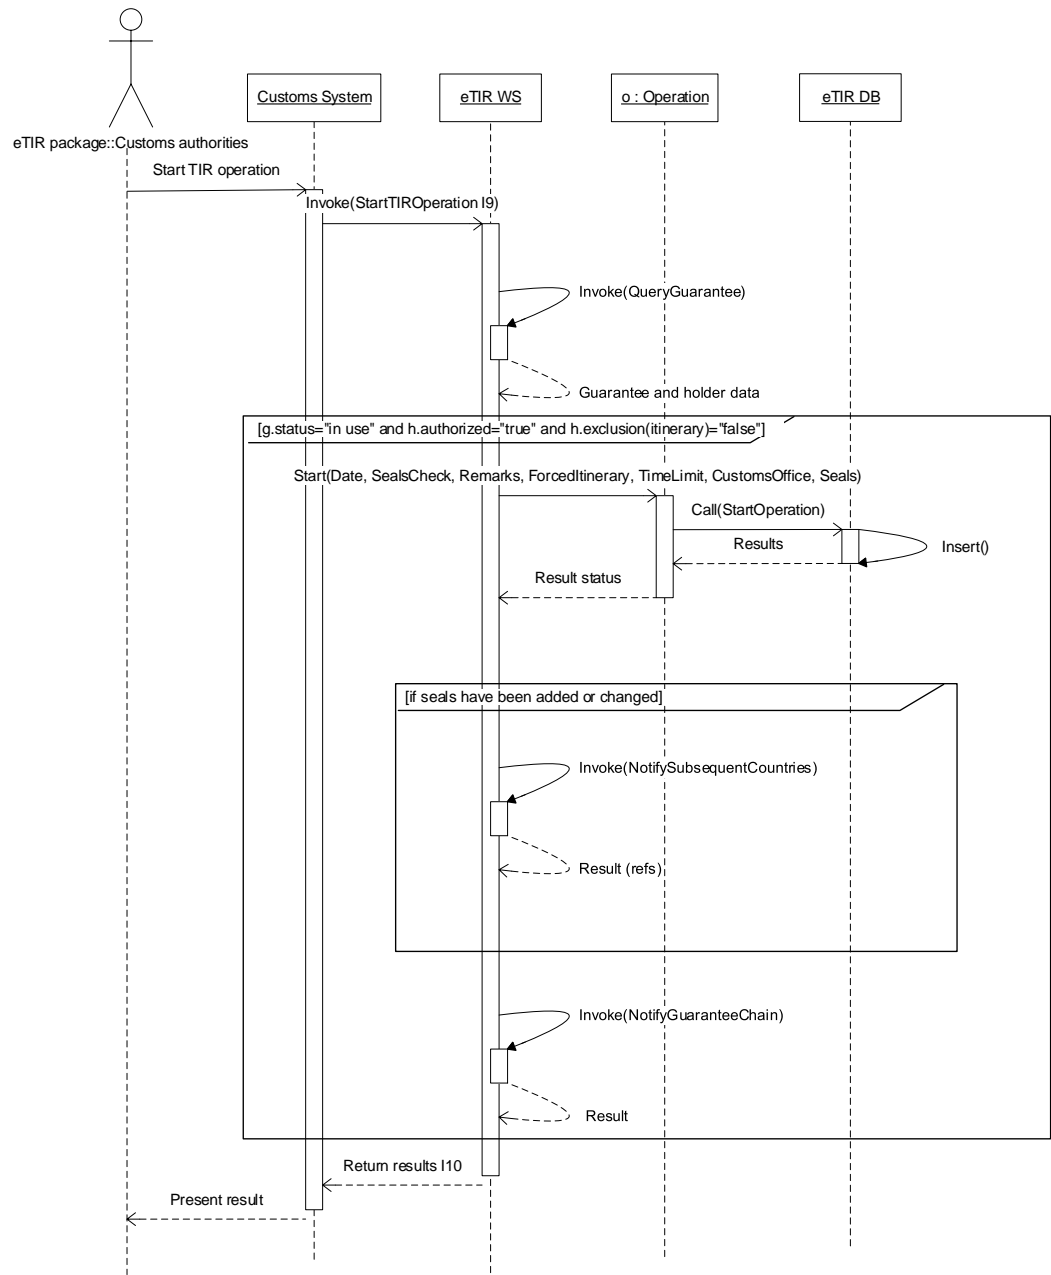 Customs System
eTIR WS
o : Operation
eTIR DB
eTIR package::Customs authorities
Start TIR operation
Invoke(StartTIROperation I9)
Invoke(QueryGuarantee)
Guarantee and holder data
[g.status="in use" and h.authorized="true" and h.exclusion(itinerary)="false"]
Start(Date, SealsCheck, Remarks, ForcedItinerary, TimeLimit, CustomsOffice, Seals)
Call(StartOperation)
Results
Insert()
Result status
[if seals have been added or changed]
Invoke(NotifySubsequentCountries)
Result (refs)
Invoke(NotifyGuaranteeChain)
Result
Return results I10
Present result